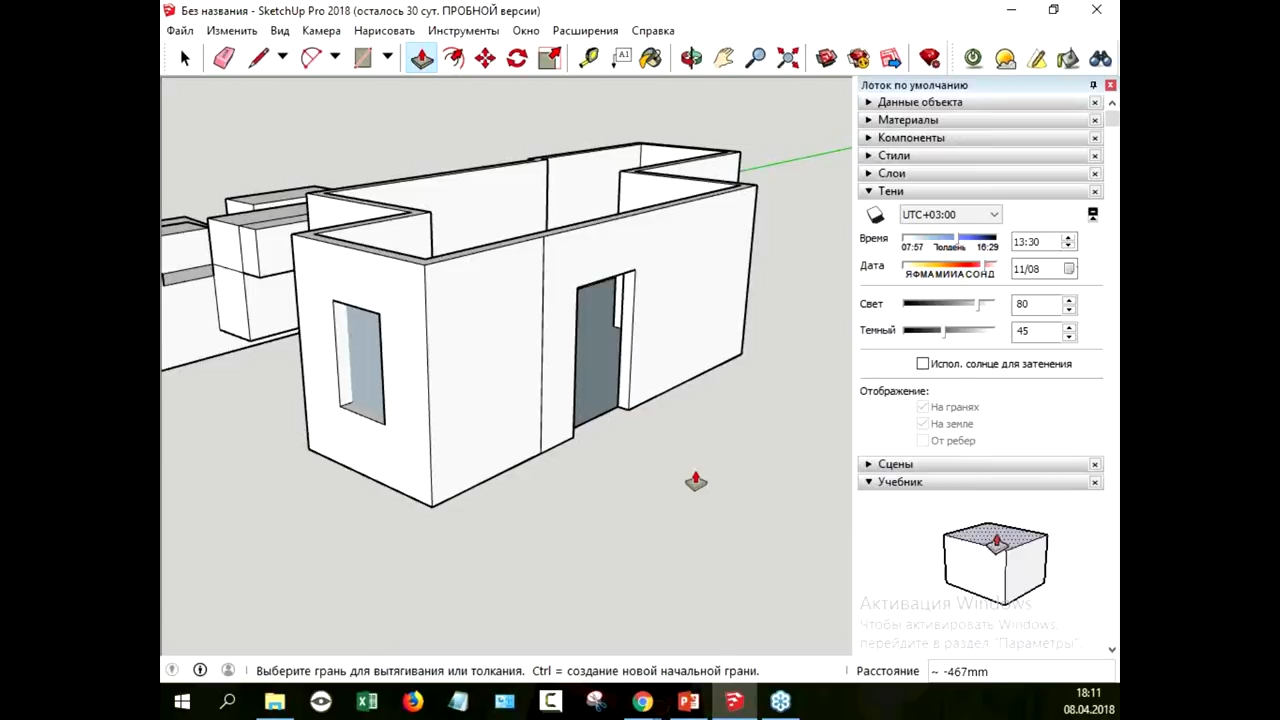 Без названия - SketchUp Pro 2018 (осталось 30 сут. ПРОБНОЙ версии)
Файл Изменить Вид Камера Нарисовать Инструменты Окно Расширения Справка
A1
Лоток по умолчанию
Данные объекта
Материалы
Компоненты
Стили
Слои
Тени
UTC+03:00
Время
07:57 Полдень 16:29
13:30
Дата
ЯФМАМИИАСОНД
11/08
Свет
80
Темный
45
Испол. солнце для затенения
Отображение:
На гранях
На земле
От ребер
Сцены
Учебник
Активация Windows
Чтобы активировать Windows,
перейдите в раздел "Параметры".
Выберите грань для вытягивания или толкания. Ctrl = создание новой начальной грани.
Расстояние
~ -467mm
18:11
08.04.2018